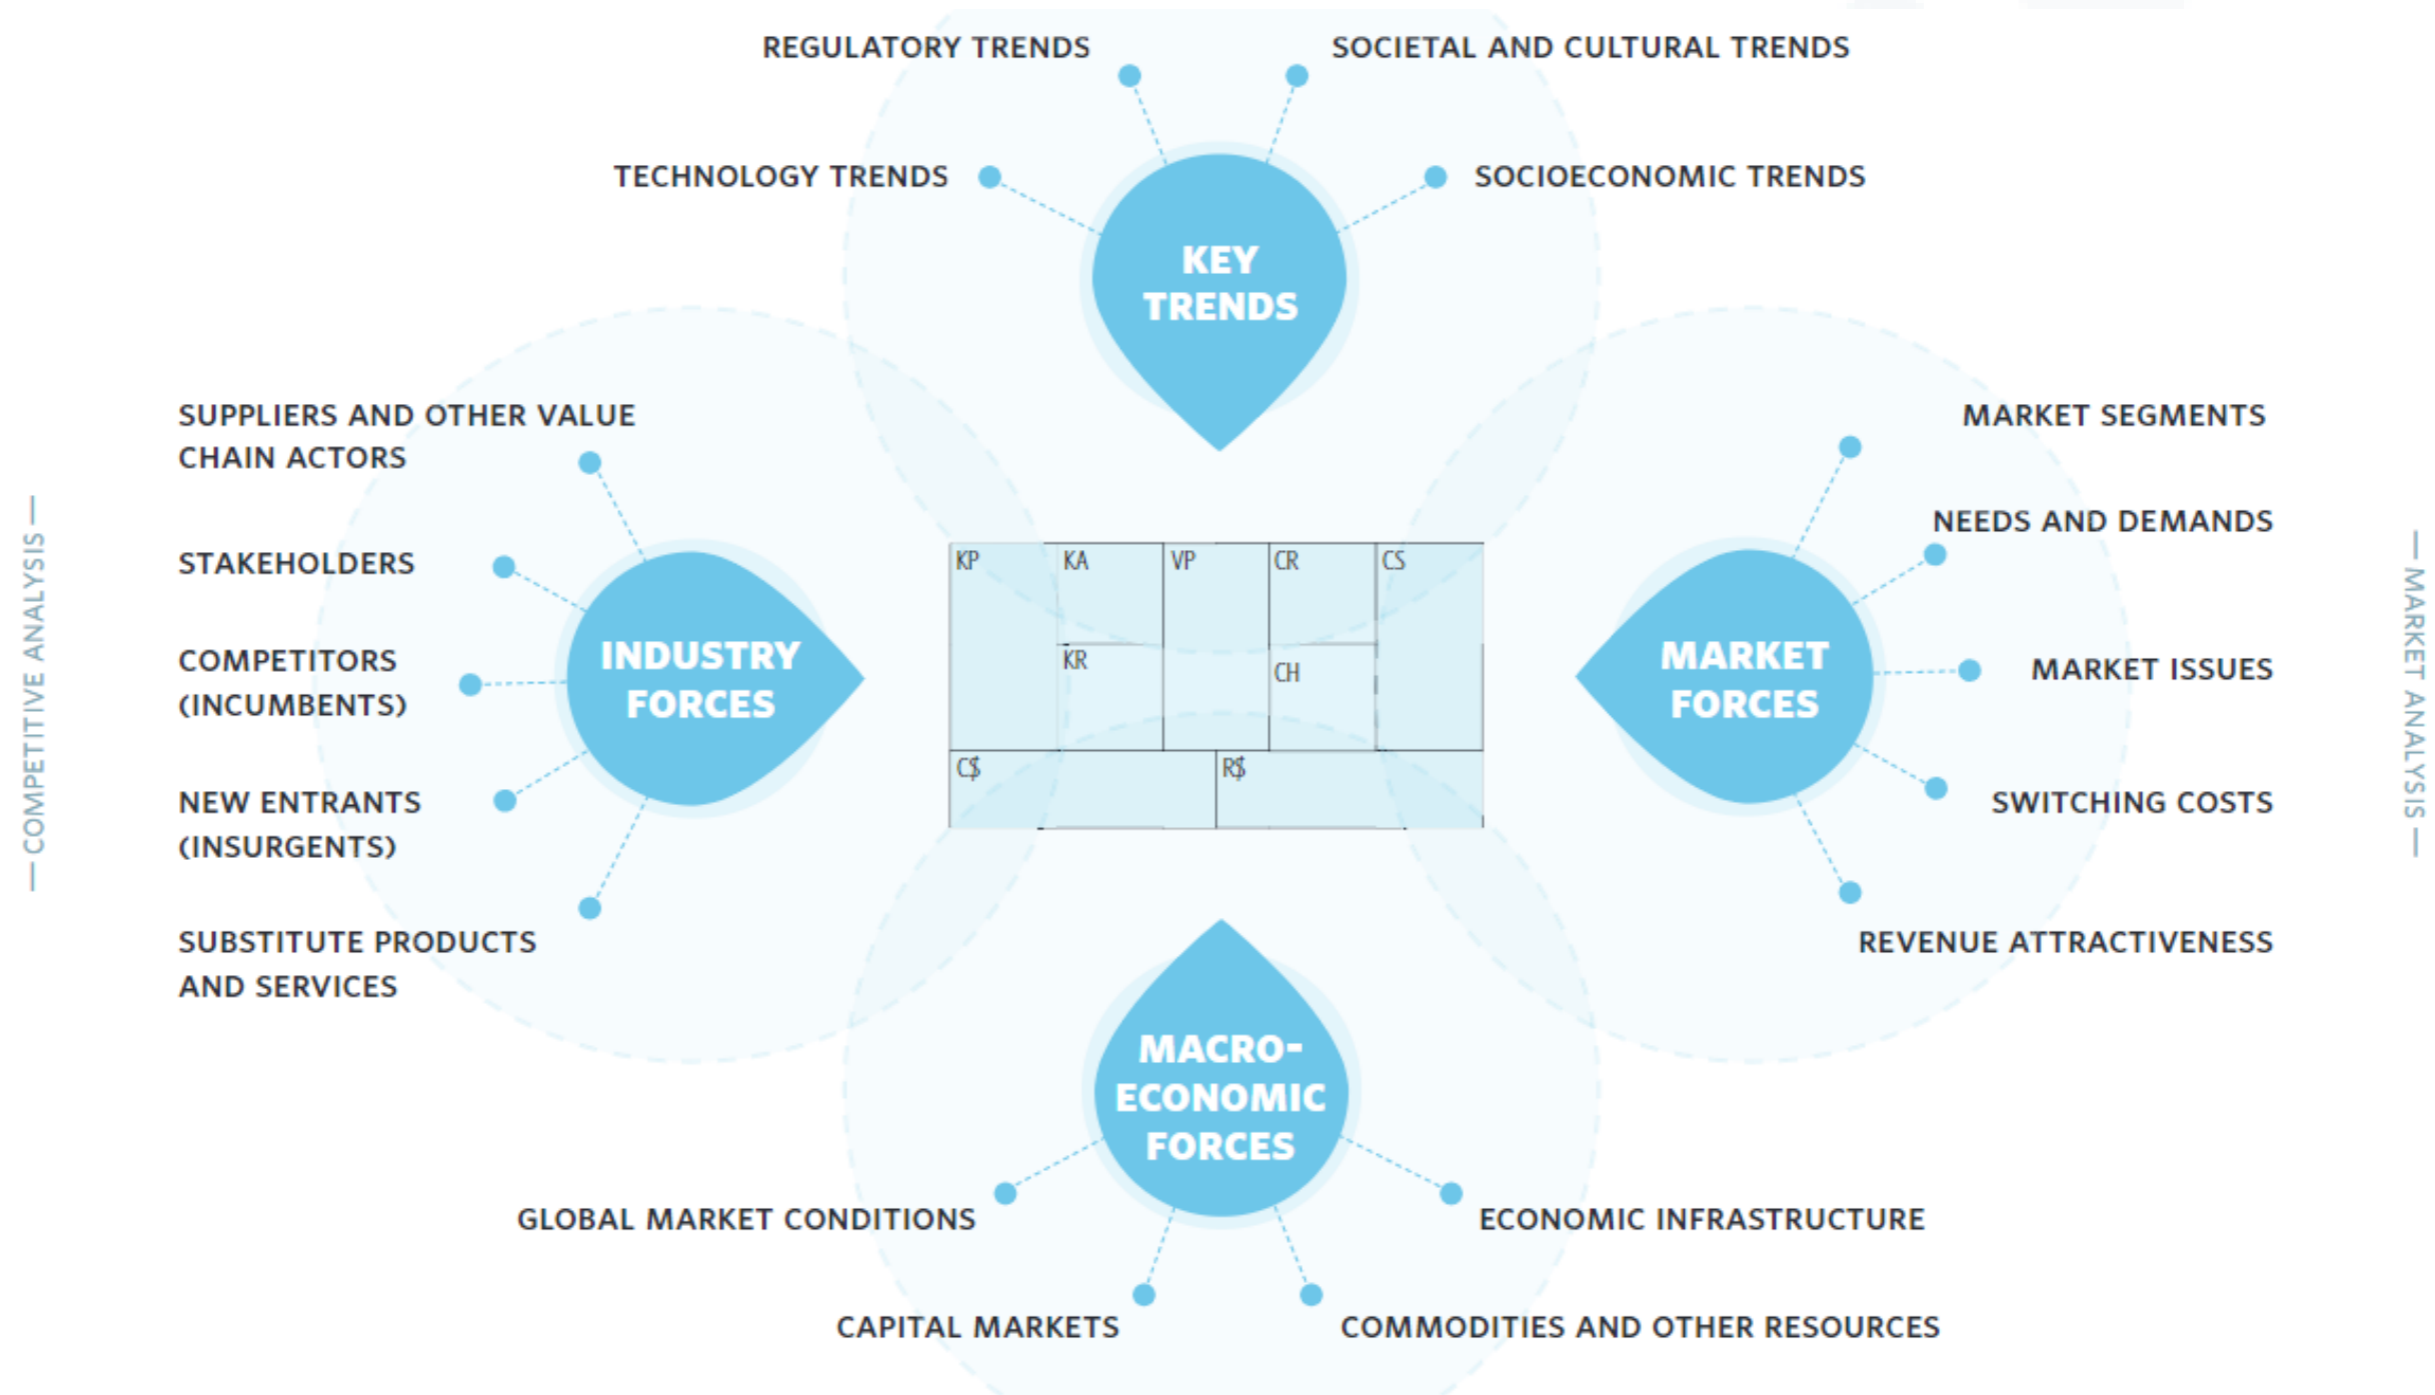 REGULATORY TRENDS
SOCIETAL AND CULTURAL TRENDS
TECHNOLOGY TRENDS
SOCIOECONOMIC TRENDS
KEY
TRENDS
— COMPETITIVE ANALYSIS —
SUPPLIERS AND OTHER VALUE
CHAIN ACTORS
STAKEHOLDERS
COMPETITORS
(INCUMBENTS)
NEW ENTRANTS
(INSURGENTS)
SUBSTITUTE PRODUCTS
AND SERVICES
INDUSTRY
FORCES
KP
KA
VP
CR
CS
KR
CH
C$
R$
MARKET
FORCES
MARKET SEGMENTS
NEEDS AND DEMANDS
MARKET ISSUES
SWITCHING COSTS
REVENUE ATTRACTIVENESS
— MARKET ANALYSIS —
MACRO-
ECONOMIC
FORCES
GLOBAL MARKET CONDITIONS
ECONOMIC INFRASTRUCTURE
CAPITAL MARKETS
COMMODITIES AND OTHER RESOURCES